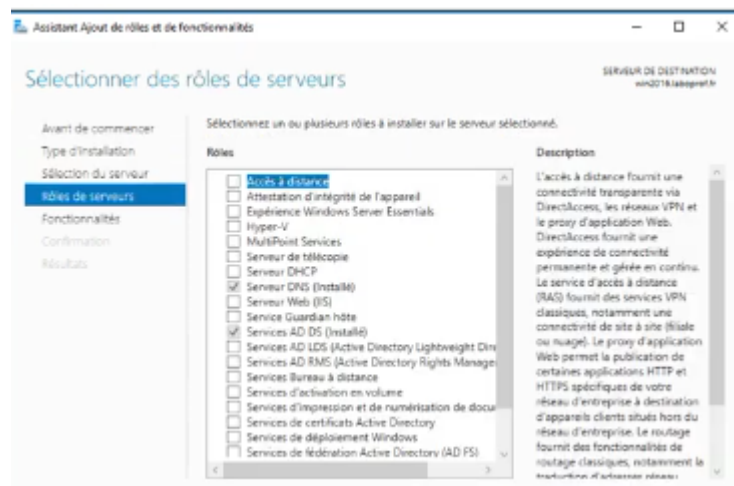 Assistant Ajout de rôles et de fonctionnalités
Sélectionner des rôles de serveurs
SERVEUR DE DESTINATION
win2016.laboprof.fr
Avant de commencer
Type d'installation
Sélection du serveur
Rôles de serveurs
Fonctionnalités
Confirmation
Résultats
Sélectionnez un ou plusieurs rôles à installer sur le serveur sélectionné.
Rôles
Accès à distance
Attestation d'intégrité de l'appareil
Expérience Windows Server Essentials
Hyper-V
MultiPoint Services
Serveur de télécopie
Serveur DHCP
Serveur DNS (Installé)
Serveur Web (IIS)
Service Guardian hôte
Services AD DS (Installé)
Services AD LDS (Active Directory Lightweight Dire
Services AD RMS (Active Directory Rights Manage
Services Bureau à distance
Services d'activation en volume
Services d'impression et de numérisation de docu
Services de certificats Active Directory
Services de déploiement Windows
Services de fédération Active Directory (AD FS)
Description
L'accès à distance fournit une
connectivité transparente via
DirectAccess, les réseaux VPN et
le proxy d'application Web.
DirectAccess fournit une
expérience de connectivité
permanente et gérée en continu.
Le service d'accès à distance
(RAS) fournit des services VPN
classiques, notamment une
connectivité de site à site (filiale
ou nuage). Le proxy d'application
Web permet la publication de
certaines applications HTTP et
HTTPS spécifiques de votre
réseau d'entreprise à destination
d'appareils clients situés hors du
réseau d'entreprise. Le routage
fournit des fonctionnalités de
routage classiques, notamment la
traduction d'adresses réseau